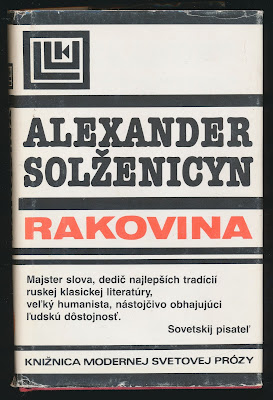 ALEXANDER
SOLŽENICYN
RAKOVINA
Majster slova, dedič najlepších tradícií
ruskej klasickej literatúry,
veľký humanista, nástojčivo obhajujúci
ľudskú dôstojnosť.
Sovetskij pisateľ
KNIŽNICA MODERNEJ SVETOVEJ PRÓZY